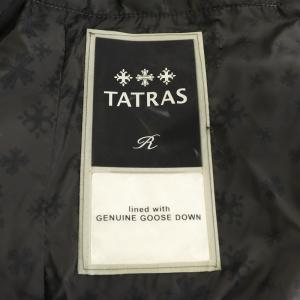 TATRAS
R
lined with
GENUINE GOOSE DOWN